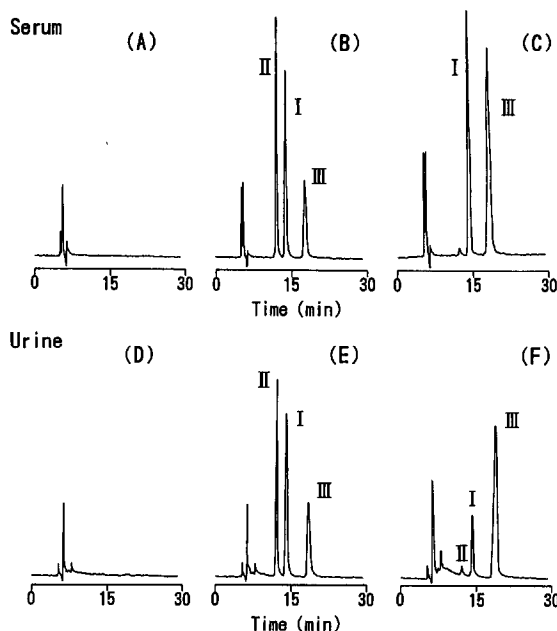 Serum
(A)
(B)
(C)
II
I
III
I
III
0 15 30
0 15 30
0 15 30
Time (min)
Urine
(D)
(E)
(F)
II
I
III
II
I
III
0 15 30
0 15 30
0 15 30
Time (min)